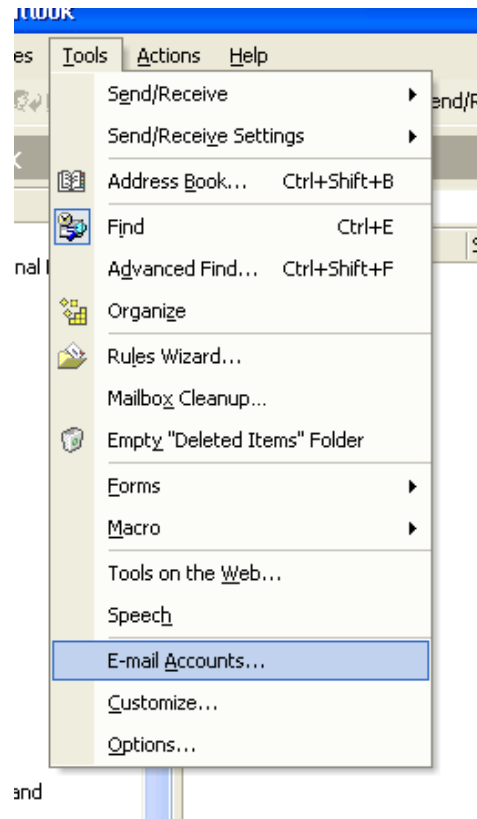 Tools Actions Help
Send/Receive
Send/Receive Settings
Address Book... Ctrl+Shift+B
Find Ctrl+E
Advanced Find... Ctrl+Shift+F
Organize
Rules Wizard...
Mailbox Cleanup...
Empty "Deleted Items" Folder
Forms
Macro
Tools on the Web...
Speech
E-mail Accounts...
Customize...
Options...
and